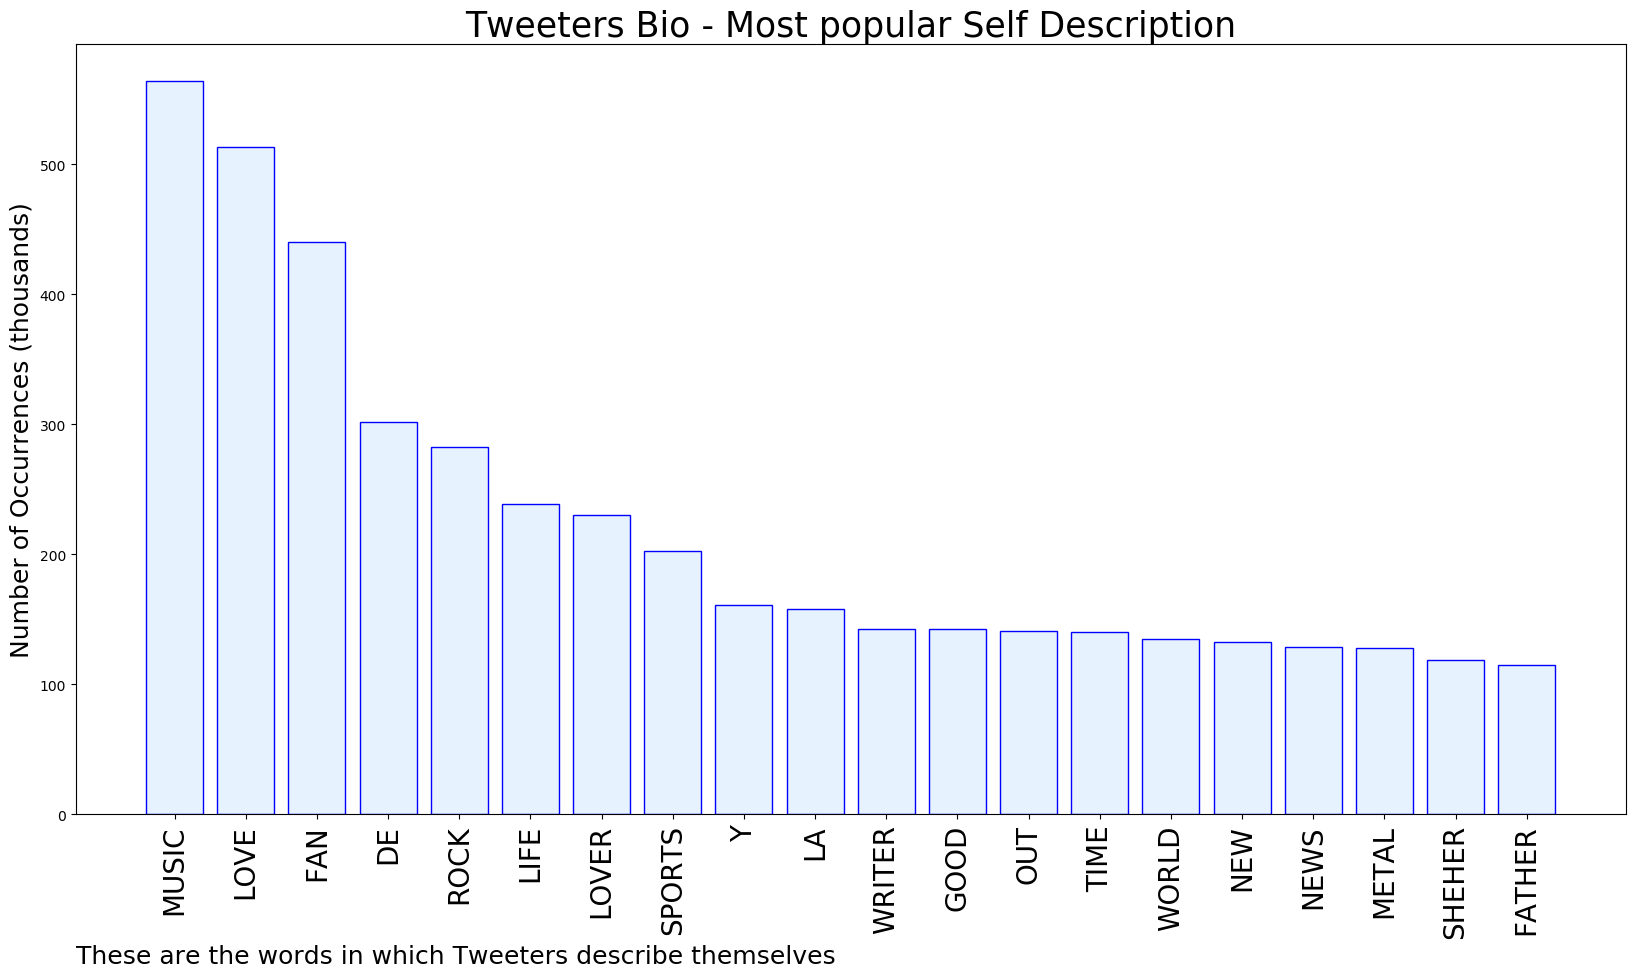 Tweeters Bio - Most popular Self Description
Number of Occurrences (thousands)
500
400
300
200
100
0
MUSIC
LOVE
FAN
DE
ROCK
LIFE
LOVER
SPORTS
Y
LA
WRITER
GOOD
OUT
TIME
WORLD
NEW
NEWS
METAL
SHEHER
FATHER
These are the words in which Tweeters describe themselves